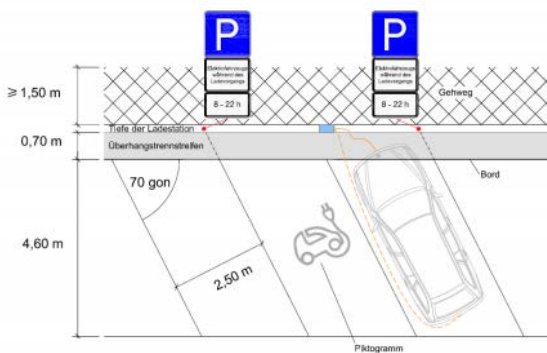 P
P
Elektrofahrzeuge
während des
Ladevorgangs
8 - 22 h
Elektrofahrzeuge
während des
Ladevorgangs
8 - 22 h
≥ 1,50 m
Gehweg
Tiefe der Ladestation
0,70 m
Überhangstrennstreifen
Bord
70 gon
4,60 m
2,50 m
Piktogramm